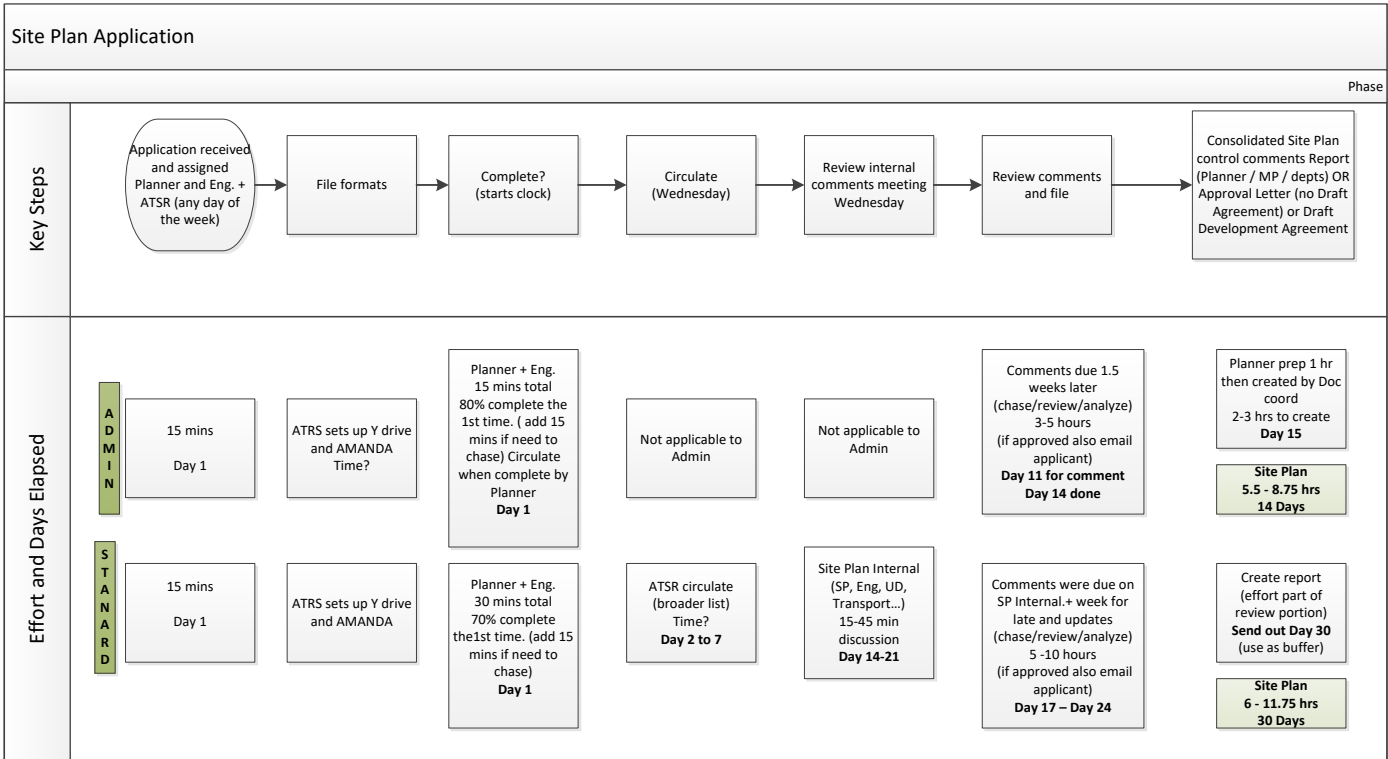 Site Plan Application
Phase
Key Steps
Application received
and assigned
Planner and Eng. +
ATSR (any day of
the week)
File formats
Complete?
(starts clock)
Circulate
(Wednesday)
Review internal
comments meeting
Wednesday
Review comments
and file
Consolidated Site Plan
control comments Report
(Planner / MP / depts) OR
Approval Letter (no Draft
Agreement) or Draft
Development Agreement
Effort and Days Elapsed
A
D
M
I
N
15 mins
Day 1
ATRS sets up Y drive
and AMANDA
Time?
Planner + Eng.
15 mins total
80% complete the
1st time. ( add 15
mins if need to
chase) Circulate
when complete by
Planner
Day 1
Not applicable to
Admin
Not applicable to
Admin
Comments due 1.5
weeks later
(chase/review/analyze)
3-5 hours
(if approved also email
applicant)
Day 11 for comment
Day 14 done
Planner prep 1 hr
then created by Doc
coord
2-3 hrs to create
Day 15
Site Plan
5.5 - 8.75 hrs
14 Days
S
T
A
N
A
R
D
15 mins
Day 1
ATRS sets up Y drive
and AMANDA
Planner + Eng.
30 mins total
70% complete
the1st time. (add 15
mins if need to
chase)
Day 1
ATSR circulate
(broader list)
Time?
Day 2 to 7
Site Plan Internal
(SP, Eng, UD,
Transport...)
15-45 min
discussion
Day 14-21
Comments were due on
SP Internal.+ week for
late and updates
(chase/review/analyze)
5 -10 hours
(if approved also email
applicant)
Day 17 – Day 24
Create report
(effort part of
review portion)
Send out Day 30
(use as buffer)
Site Plan
6 - 11.75 hrs
30 Days